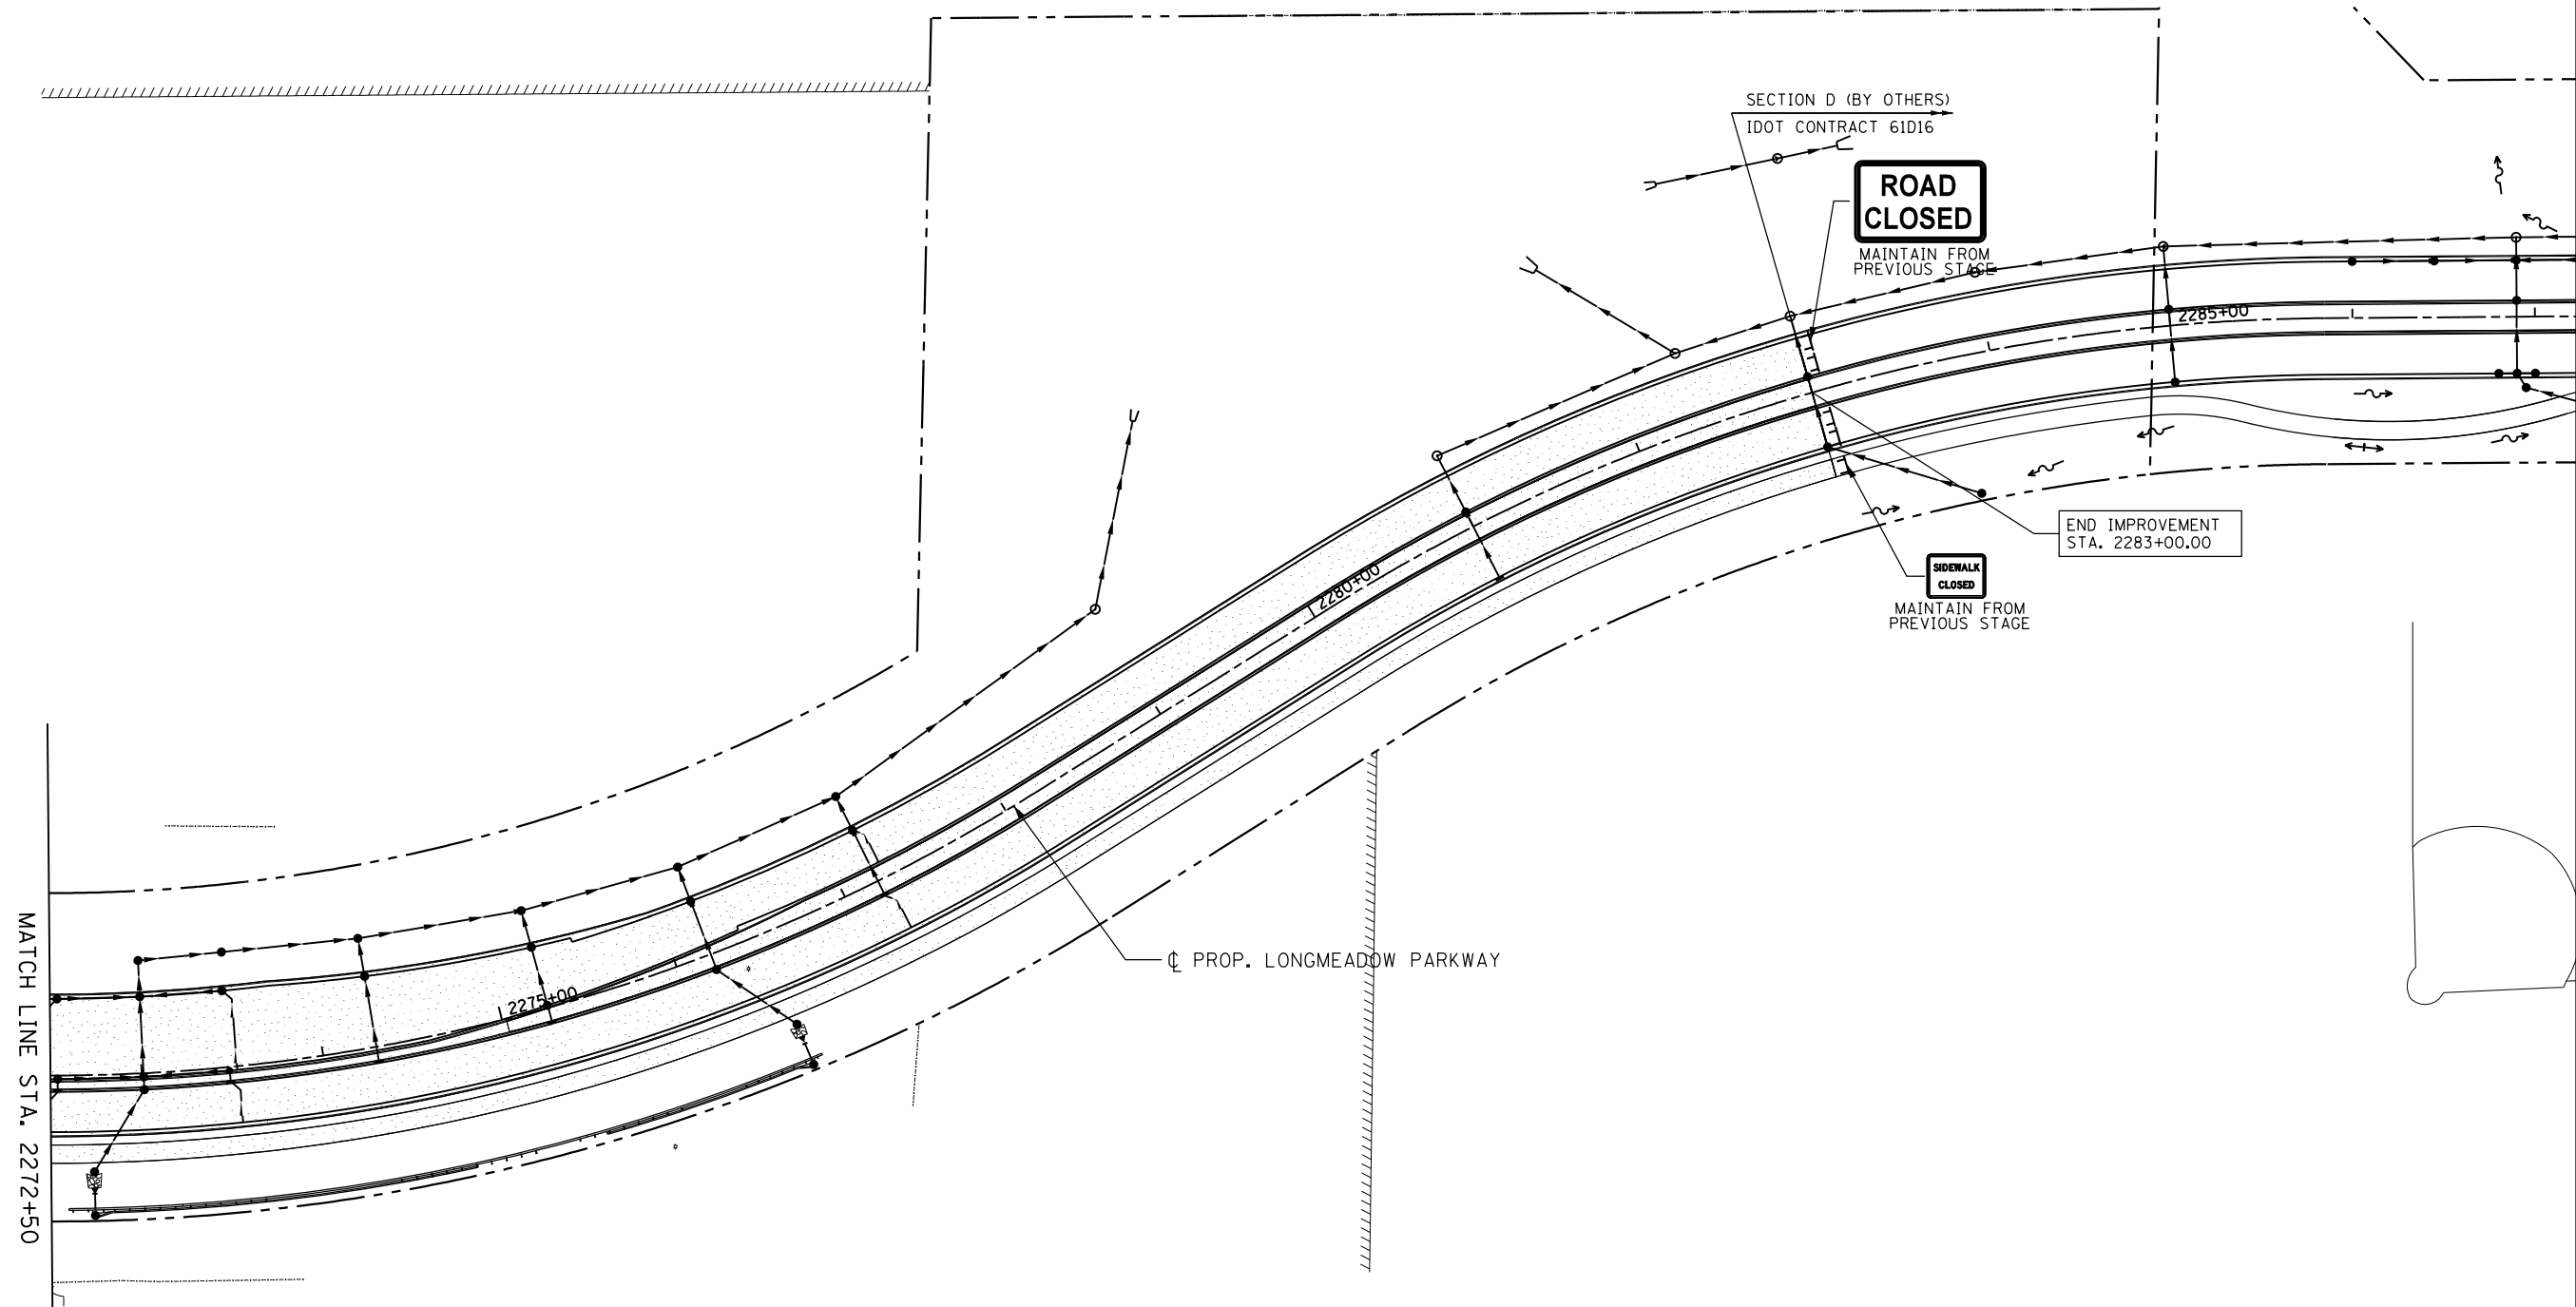 SECTION D (BY OTHERS)
IDOT CONTRACT 61D16
ROAD
CLOSED
MAINTAIN FROM
PREVIOUS STAGE
2285+00
END IMPROVEMENT
STA. 2283+00.00
SIDEWALK
CLOSED
MAINTAIN FROM
PREVIOUS STAGE
2280+00
℄ PROP. LONGMEADOW PARKWAY
2275+00
MATCH LINE STA. 2272+50